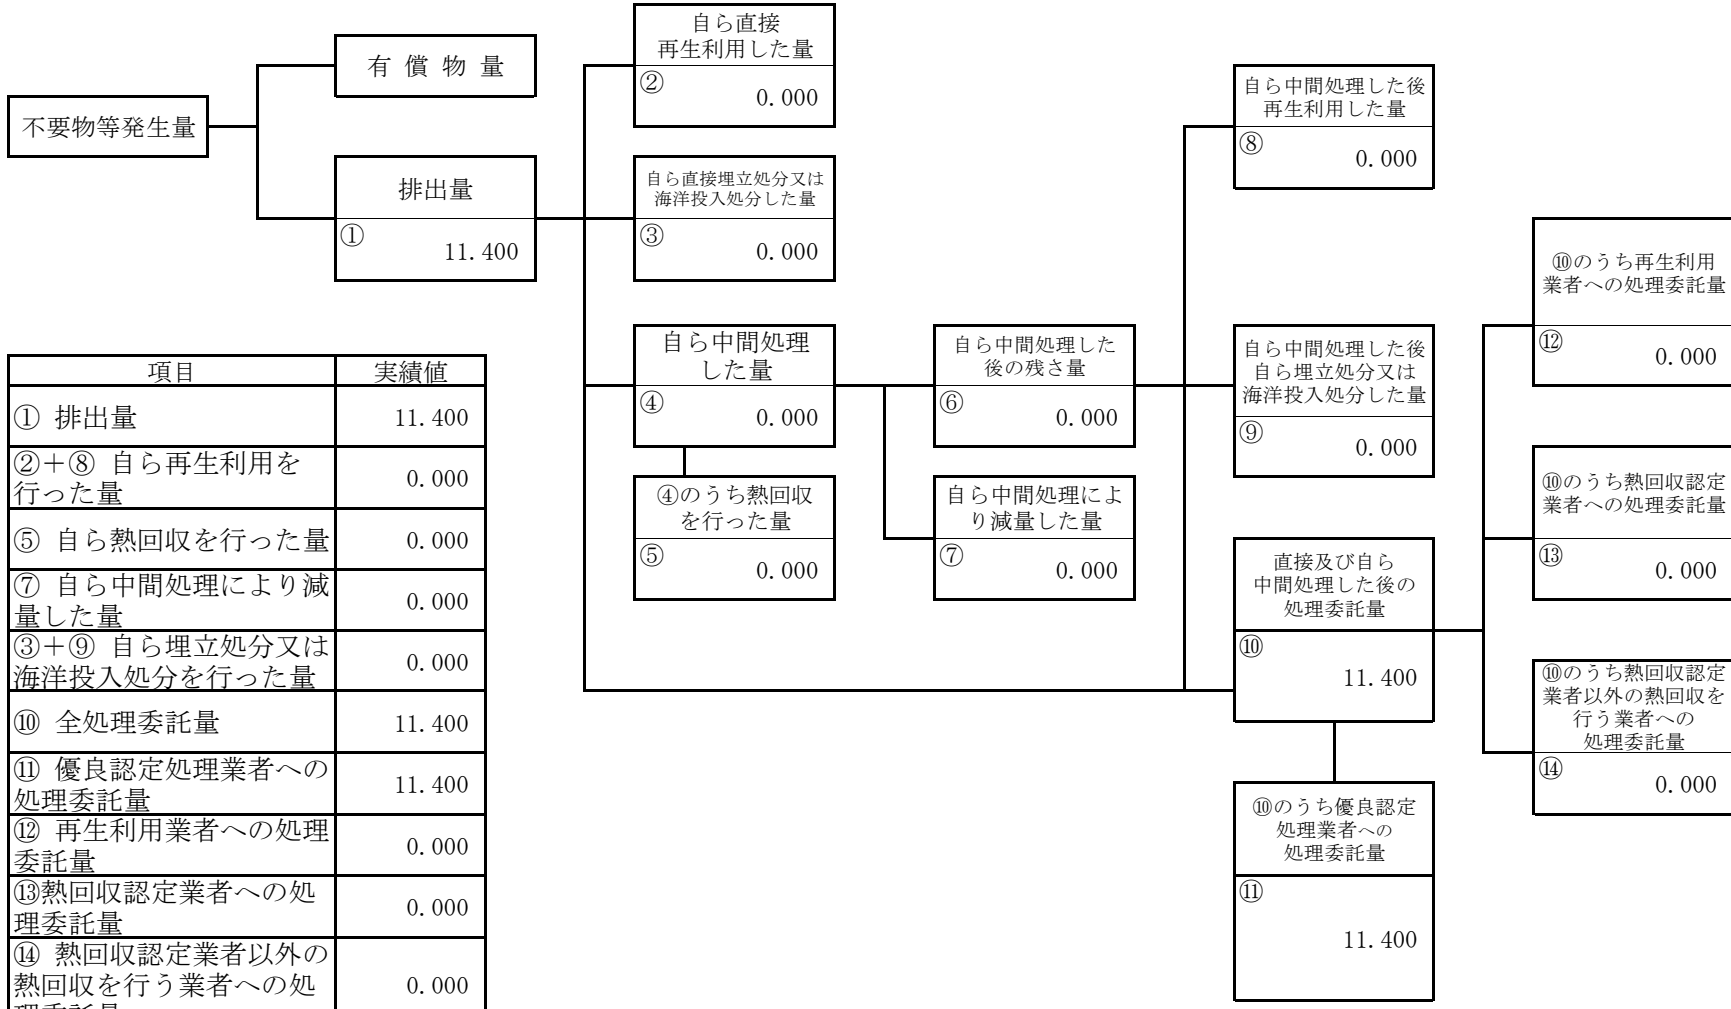 不要物等発生量
有 償 物 量
排出量
①
11.400
自ら直接
再生利用した量
②
0.000
自ら直接埋立処分又は
海洋投入処分した量
③
0.000
自ら中間処理
した量
④
0.000
④のうち熱回収
を行った量
⑤
0.000
自ら中間処理した
後の残さ量
⑥
0.000
自ら中間処理によ
り減量した量
⑦
0.000
自ら中間処理した後
再生利用した量
⑧
0.000
自ら中間処理した後
自ら埋立処分又は
海洋投入処分した量
⑨
0.000
直接及び自ら
中間処理した後の
処理委託量
⑩
11.400
⑩のうち優良認定
処理業者への
処理委託量
⑪
11.400
⑩のうち再生利用
業者への処理委託量
⑫
0.000
⑩のうち熱回収認定
業者への処理委託量
⑬
0.000
⑩のうち熱回収認定
業者以外の熱回収を
行う業者への
処理委託量
⑭
0.000
項目 実績値
① 排出量 11.400
②＋⑧ 自ら再生利用を
行った量 0.000
⑤ 自ら熱回収を行った量 0.000
⑦ 自ら中間処理により減
量した量 0.000
③＋⑨ 自ら埋立処分又は
海洋投入処分を行った量 0.000
⑩ 全処理委託量 11.400
⑪ 優良認定処理業者への
処理委託量 11.400
⑫ 再生利用業者への処理
委託量 0.000
⑬熱回収認定業者への処
理委託量 0.000
⑭ 熱回収認定業者以外の
熱回収を行う業者への処 0.000